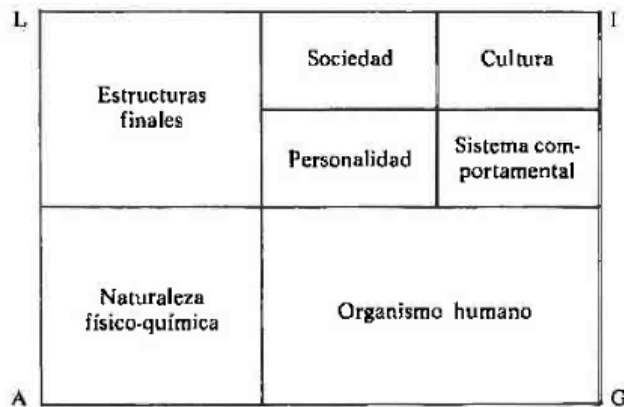 L
I
Sociedad
Cultura
Estructuras
finales
Personalidad
Sistema com-
portamental
Naturaleza
físico-química
Organismo humano
A
G